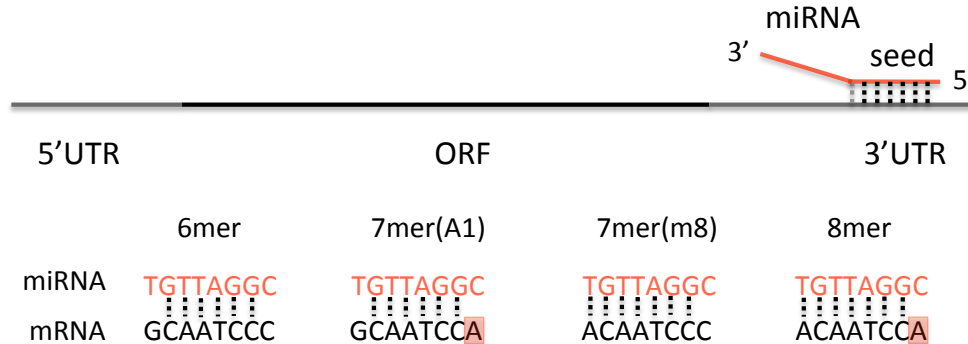 miRNA
3’ seed
5
5’UTR ORF 3’UTR
6mer 7mer(A1) 7mer(m8) 8mer
miRNA TGTTAGGC TGTTAGGC TGTTAGGC TGTTAGGC
mRNA GCAATCCC GCAATCCA ACAATCCC ACAATCCA